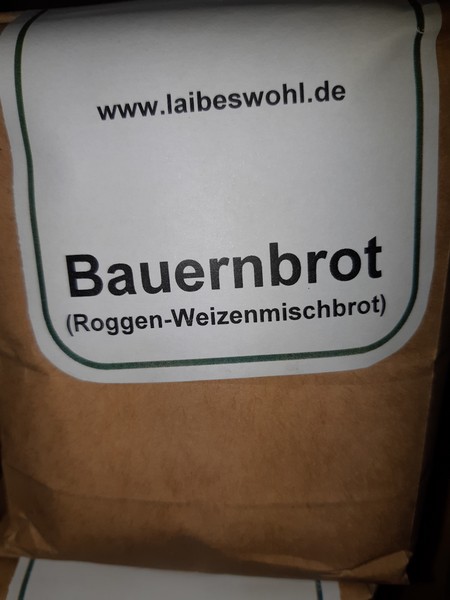 www.laibeswohl.de
Bauernbrot
(Roggen-Weizenmischbrot)